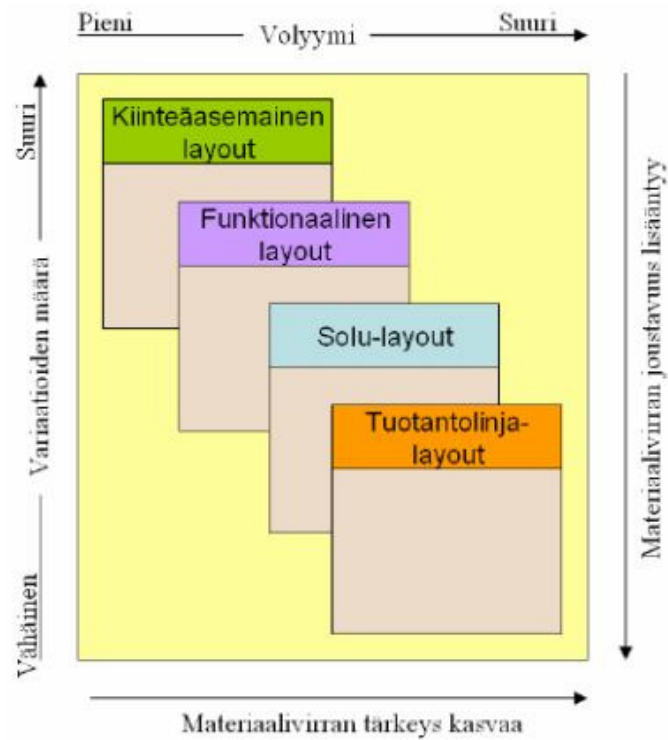 Pieni
Volyymi
Suuri
Suuri
Variaatioiden määrä
Vähäinen
Kiinteäasemainen
layout
Funktionaalinen
layout
Solu-layout
Tuotantolinja-
layout
Materiaalivirran joustavuus lisääntyy
Materiaalivirran tärkeys kasvaa